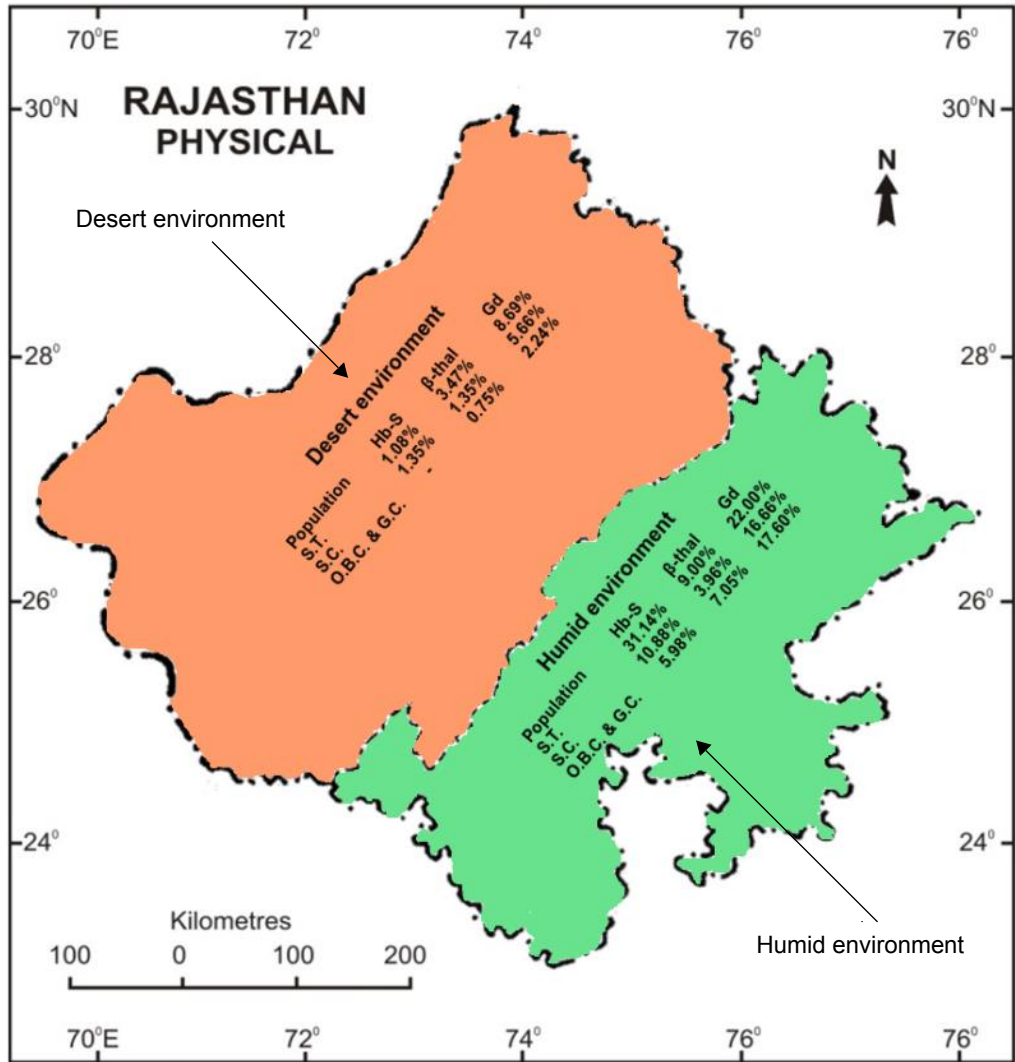 70°E 72° 74° 76° 76°
RAJASTHAN
PHYSICAL
30°N 30°N
N
Desert environment
28° 28°
Desert environment
Population Hb-S β-thal Gd
S.T. 1.08% 3.47% 8.69%
S.C. 1.35% 1.35% 5.66%
O.B.C. & G.C. - 0.75% 2.24%
26° 26°
Humid environment
Population Hb-S β-thal Gd
S.T. 31.14% 9.00% 22.00%
S.C. 10.88% 3.96% 16.66%
O.B.C. & G.C. 5.98% 7.05% 17.60%
24° 24°
Humid environment
Kilometres
100 0 100 200
70°E 72° 74° 76° 76°